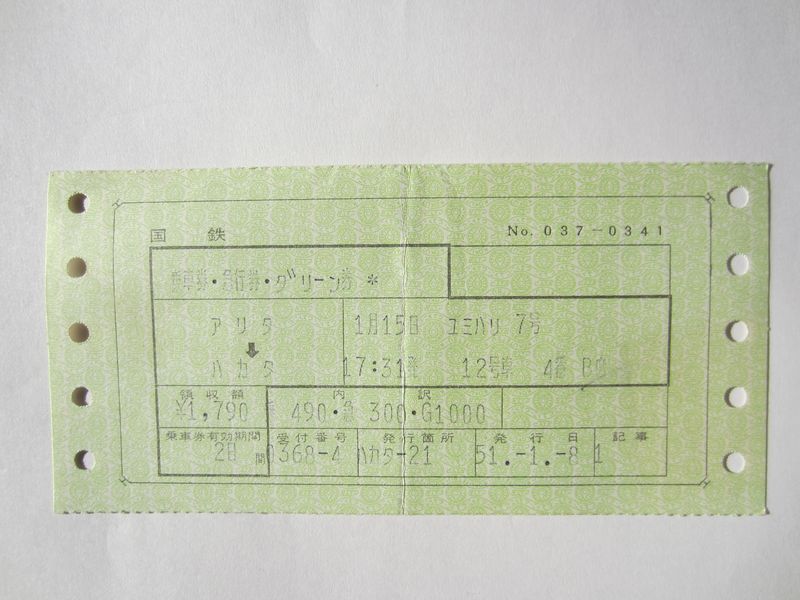 国 鉄 No. 037-0341
乗車券・急行券・グリーン券 *
アリタ 1月15日 ユミハリ 7号
↓
ハカタ 17:31発 12号車 4番 B席
領収額 内訳
¥1,790 乗 490・急 300・G1000
乗車券有効期間 受付番号 発行箇所 発行日 記事
2日間 0368-4 ハカタ-21 51.-1.-8 1